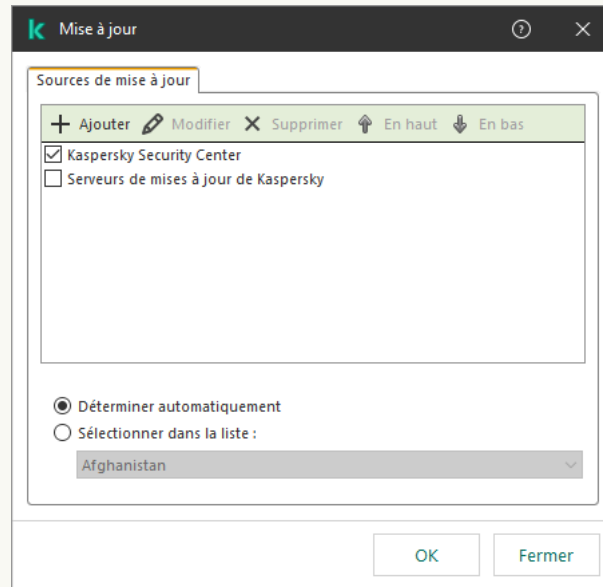 Mise à jour
Sources de mise à jour
Ajouter Modifier Supprimer En haut En bas
Kaspersky Security Center
Serveurs de mises à jour de Kaspersky
Déterminer automatiquement
Sélectionner dans la liste :
Afghanistan
OK Fermer